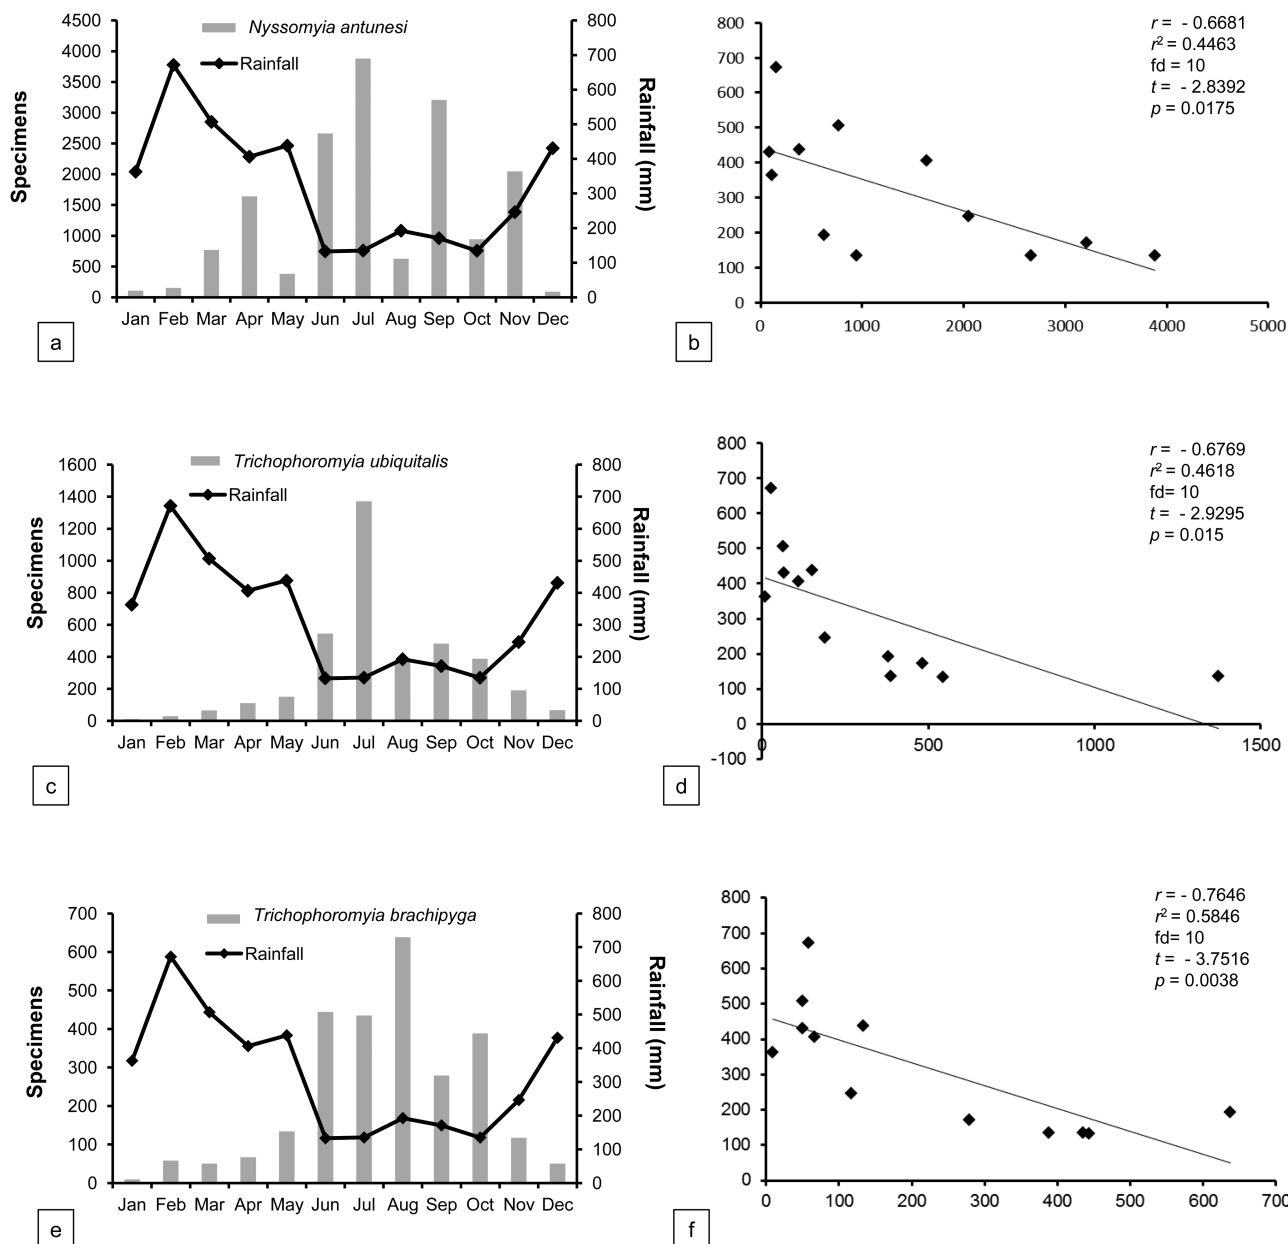 4500
4000
3500
3000
2500
2000
1500
1000
500
0
Specimens
Nyssomyia antunesi
Rainfall
800
700
600
500
400
300
200
100
0
Rainfall (mm)
Jan Feb Mar Apr May Jun Jul Aug Sep Oct Nov Dec
a
800
700
600
500
400
300
200
100
0
r = - 0.6681
r² = 0.4463
fd = 10
t = - 2.8392
p = 0.0175
0 1000 2000 3000 4000 5000
b
1600
1400
1200
1000
800
600
400
200
0
Specimens
Trichophoromyia ubiquitalis
Rainfall
800
700
600
500
400
300
200
100
0
Rainfall (mm)
Jan Feb Mar Apr May Jun Jul Aug Sep Oct Nov Dec
c
800
700
600
500
400
300
200
100
0
-100
r = - 0.6769
r² = 0.4618
fd= 10
t = - 2.9295
p = 0.015
0 500 1000 1500
d
700
600
500
400
300
200
100
0
Specimens
Trichophoromyia brachipyga
Rainfall
800
700
600
500
400
300
200
100
0
Rainfall (mm)
Jan Feb Mar Apr May Jun Jul Aug Sep Oct Nov Dec
e
800
700
600
500
400
300
200
100
0
r = - 0.7646
r² = 0.5846
fd= 10
t = - 3.7516
p = 0.0038
0 100 200 300 400 500 600 700
f